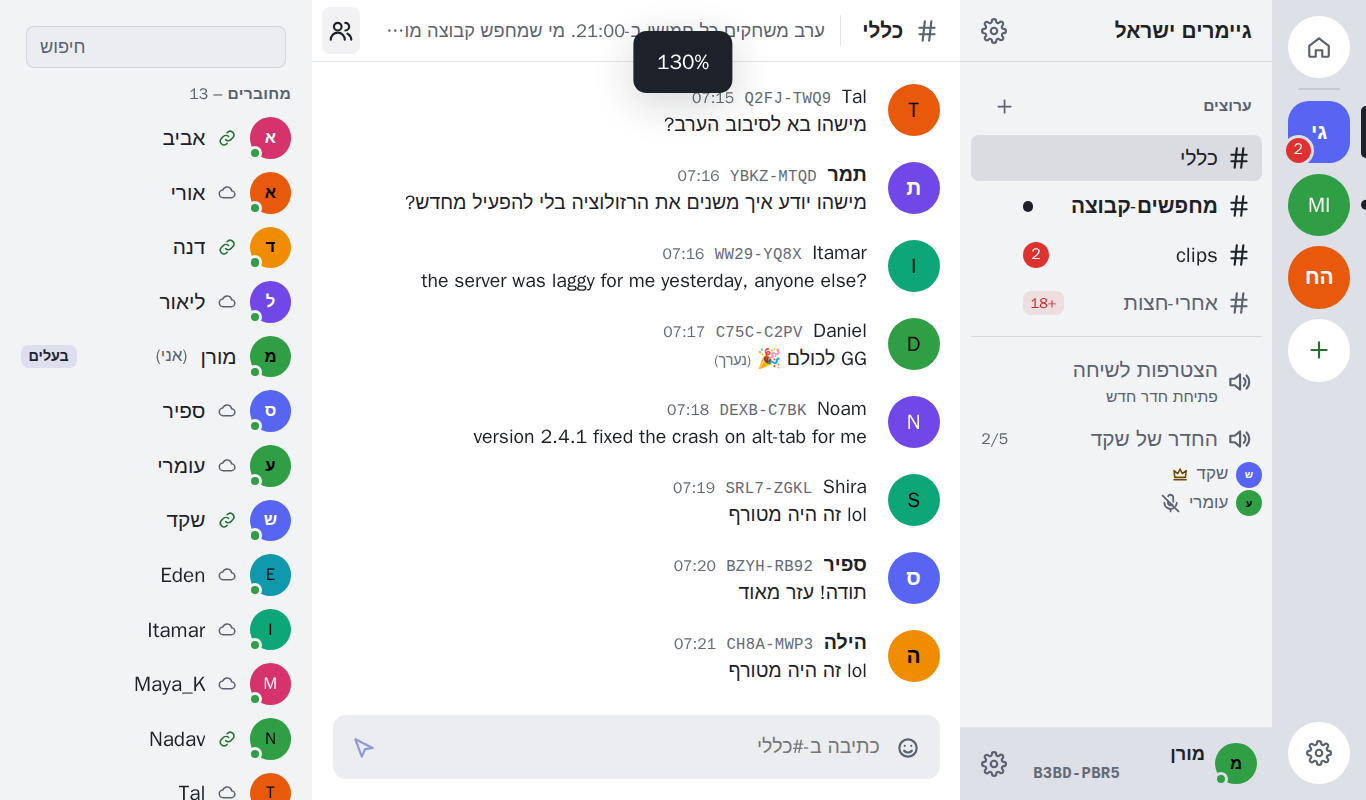 גי
2
MI
הח
גיימרים ישראל
ערוצים
כללי
מחפשים-קבוצה
clips
2
אחרי-חצות
18+
הצטרפות לשיחה
פתיחת חדר חדש
החדר של שקד
2/5
ש שקד
ע עומרי
מ מורן
B3BD-PBR5
כללי
ערב משחקים כל חמישי ב-21:00. מי שמחפש קבוצה מו...
130%
T
Tal Q2FJ-TWQ9 07:15
מישהו בא לסיבוב הערב?
ת
תמר YBKZ-MTQD 07:16
מישהו יודע איך משנים את הרזולוציה בלי להפעיל מחדש?
I
Itamar WW29-YQ8X 07:16
the server was laggy for me yesterday, anyone else?
D
Daniel C75C-C2PV 07:17
GG לכולם 🎉 (נערך)
N
Noam DEXB-C7BK 07:18
version 2.4.1 fixed the crash on alt-tab for me
S
Shira SRL7-ZGKL 07:19
lol זה היה מטורף
ס
ספיר BZYH-RB92 07:20
תודה! עזר מאוד
ה
הילה CH8A-MWP3 07:21
lol זה היה מטורף
כתיבה ב-#כללי
חיפוש
מחוברים – 13
א אביב
א אורי
ד דנה
ל ליאור
מ מורן (אני) בעלים
ס ספיר
ע עומרי
ש שקד
E Eden
I Itamar
M Maya_K
N Nadav
T Tal